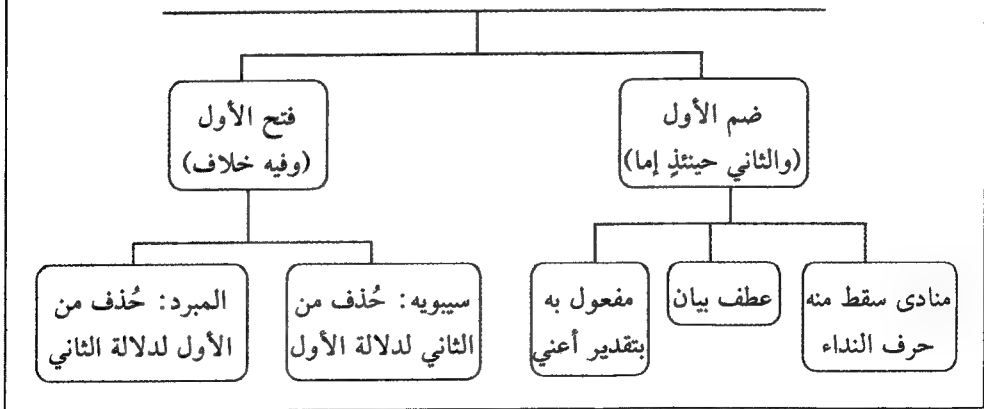 ضم الأول
(والثاني حينئذٍ إما)
فتح الأول
(وفيه خلاف)
منادى سقط منه
حرف النداء
عطف بيان
مفعول به
بتقدير أعني
سيبويه: حُذف من
الثاني لدلالة الأول
المبرد: حُذف من
الأول لدلالة الثاني